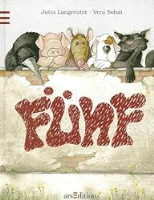 Jutta Langreuter · Vera Sobat
FÜNF
arsEdition